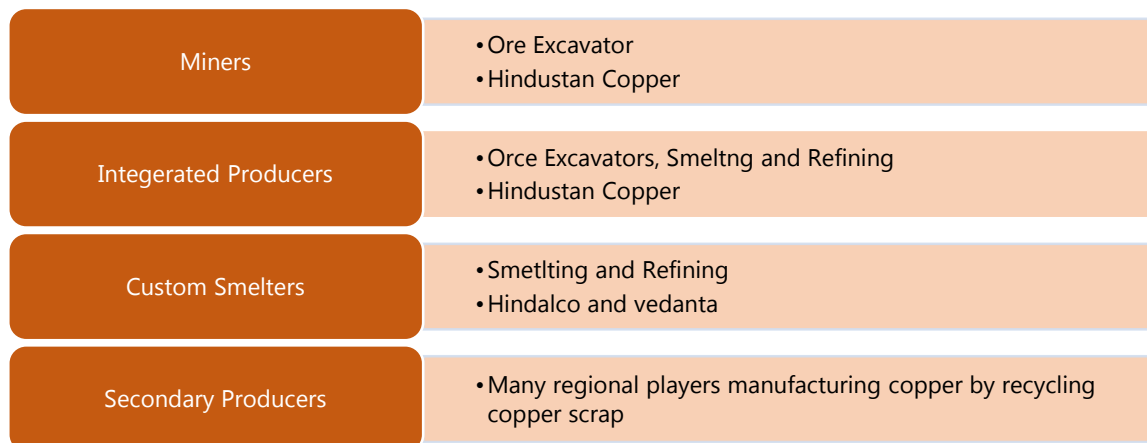 Miners
•Ore Excavator
•Hindustan Copper
Integerated Producers
•Orce Excavators, Smeltng and Refining
•Hindustan Copper
Custom Smelters
•Smetlting and Refining
•Hindalco and vedanta
Secondary Producers
•Many regional players manufacturing copper by recycling
copper scrap